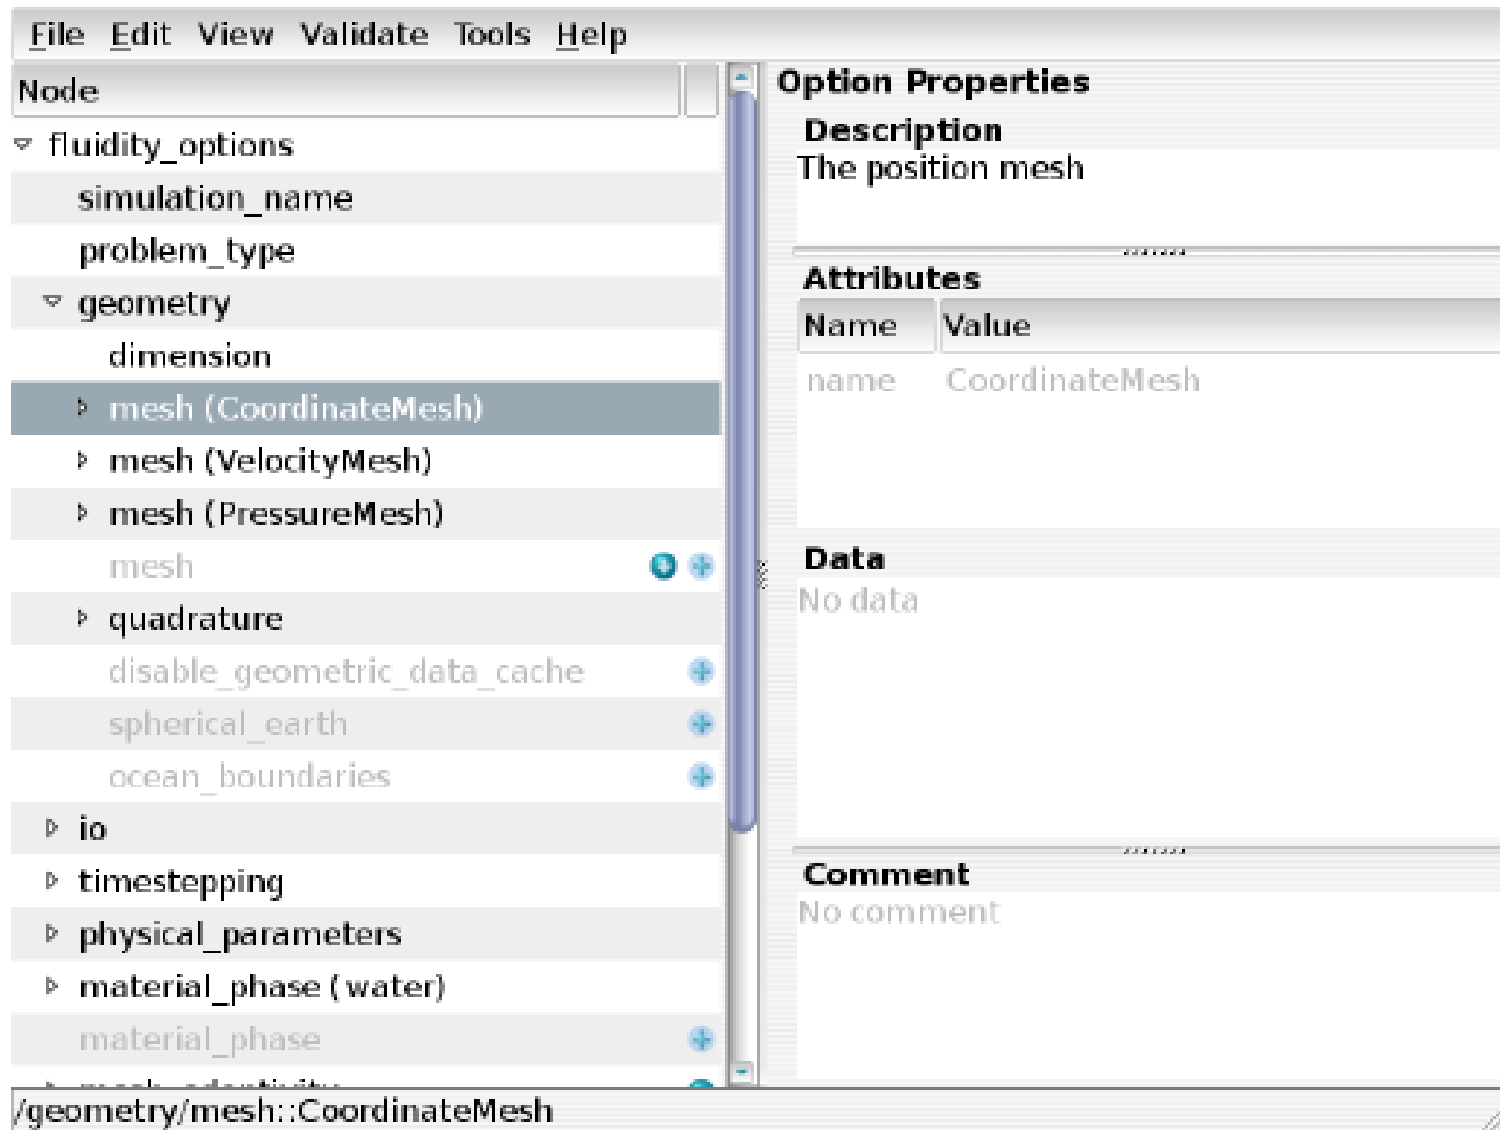 File Edit View Validate Tools Help
Node
fluidity_options
simulation_name
problem_type
geometry
dimension
mesh (CoordinateMesh)
mesh (VelocityMesh)
mesh (PressureMesh)
mesh
quadrature
disable_geometric_data_cache
spherical_earth
ocean_boundaries
io
timestepping
physical_parameters
material_phase (water)
material_phase
mesh_adaptivity
/geometry/mesh::CoordinateMesh
Option Properties
Description
The position mesh
Attributes
Name Value
name CoordinateMesh
Data
No data
Comment
No comment